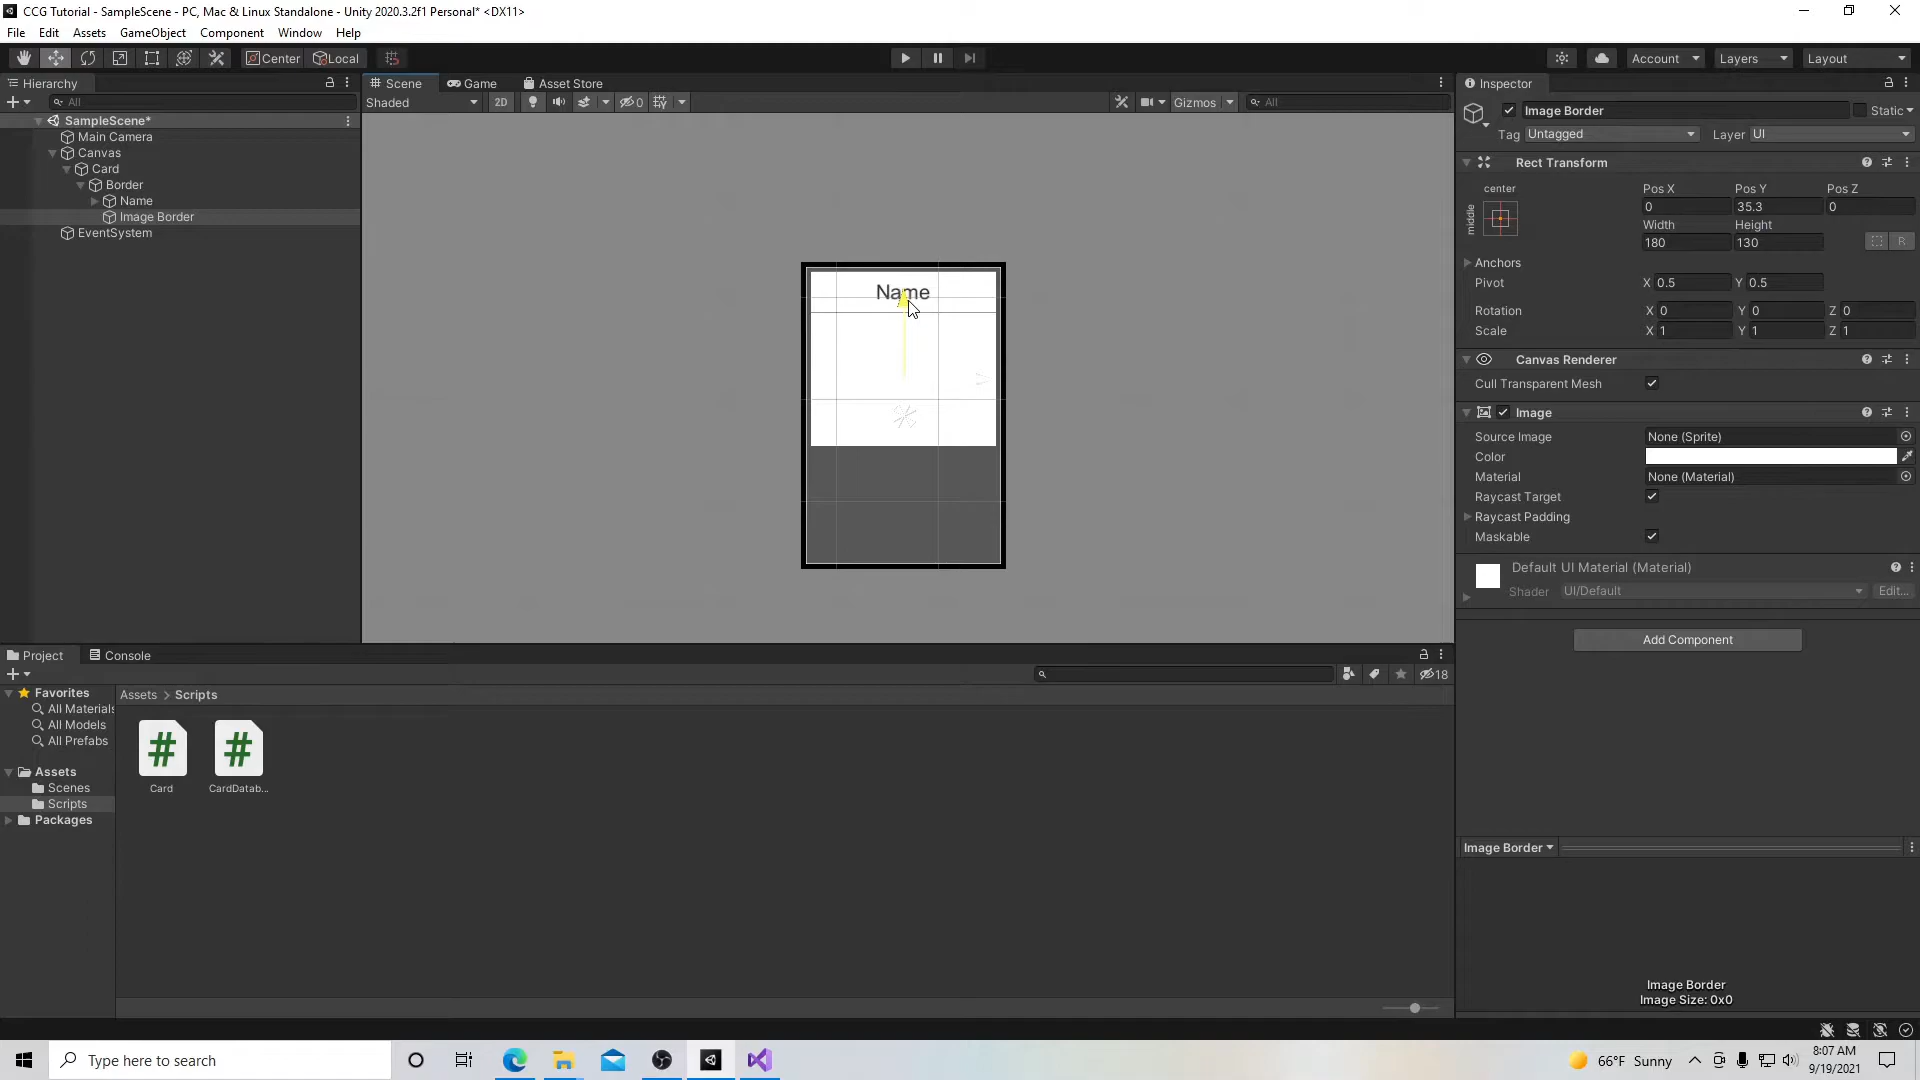 CCG Tutorial - SampleScene - PC, Mac & Linux Standalone - Unity 2020.3.2f1 Personal* <DX11>
File Edit Assets GameObject Component Window Help
Center Local Account Layers Layout
Hierarchy
All
SampleScene*
Main Camera
Canvas
Card
Border
Name
Image Border
EventSystem
Scene Game Asset Store
Shaded 2D 0 Gizmos All
Name
Inspector
Image Border Static
Tag Untagged Layer UI
Rect Transform
center
middle
Pos X Pos Y Pos Z
0 35.3 0
Width Height
180 130
R
Anchors
Pivot X 0.5 Y 0.5
Rotation X 0 Y 0 Z 0
Scale X 1 Y 1 Z 1
Canvas Renderer
Cull Transparent Mesh
Image
Source Image None (Sprite)
Color
Material None (Material)
Raycast Target
Raycast Padding
Maskable
Default UI Material (Material)
Shader UI/Default Edit...
Add Component
Image Border
Image Border
Image Size: 0x0
Project Console
18
Favorites
All Materials
All Models
All Prefabs
Assets
Scenes
Scripts
Packages
Assets > Scripts
Card
CardDatab...
Type here to search
66°F Sunny
8:07 AM
9/19/2021